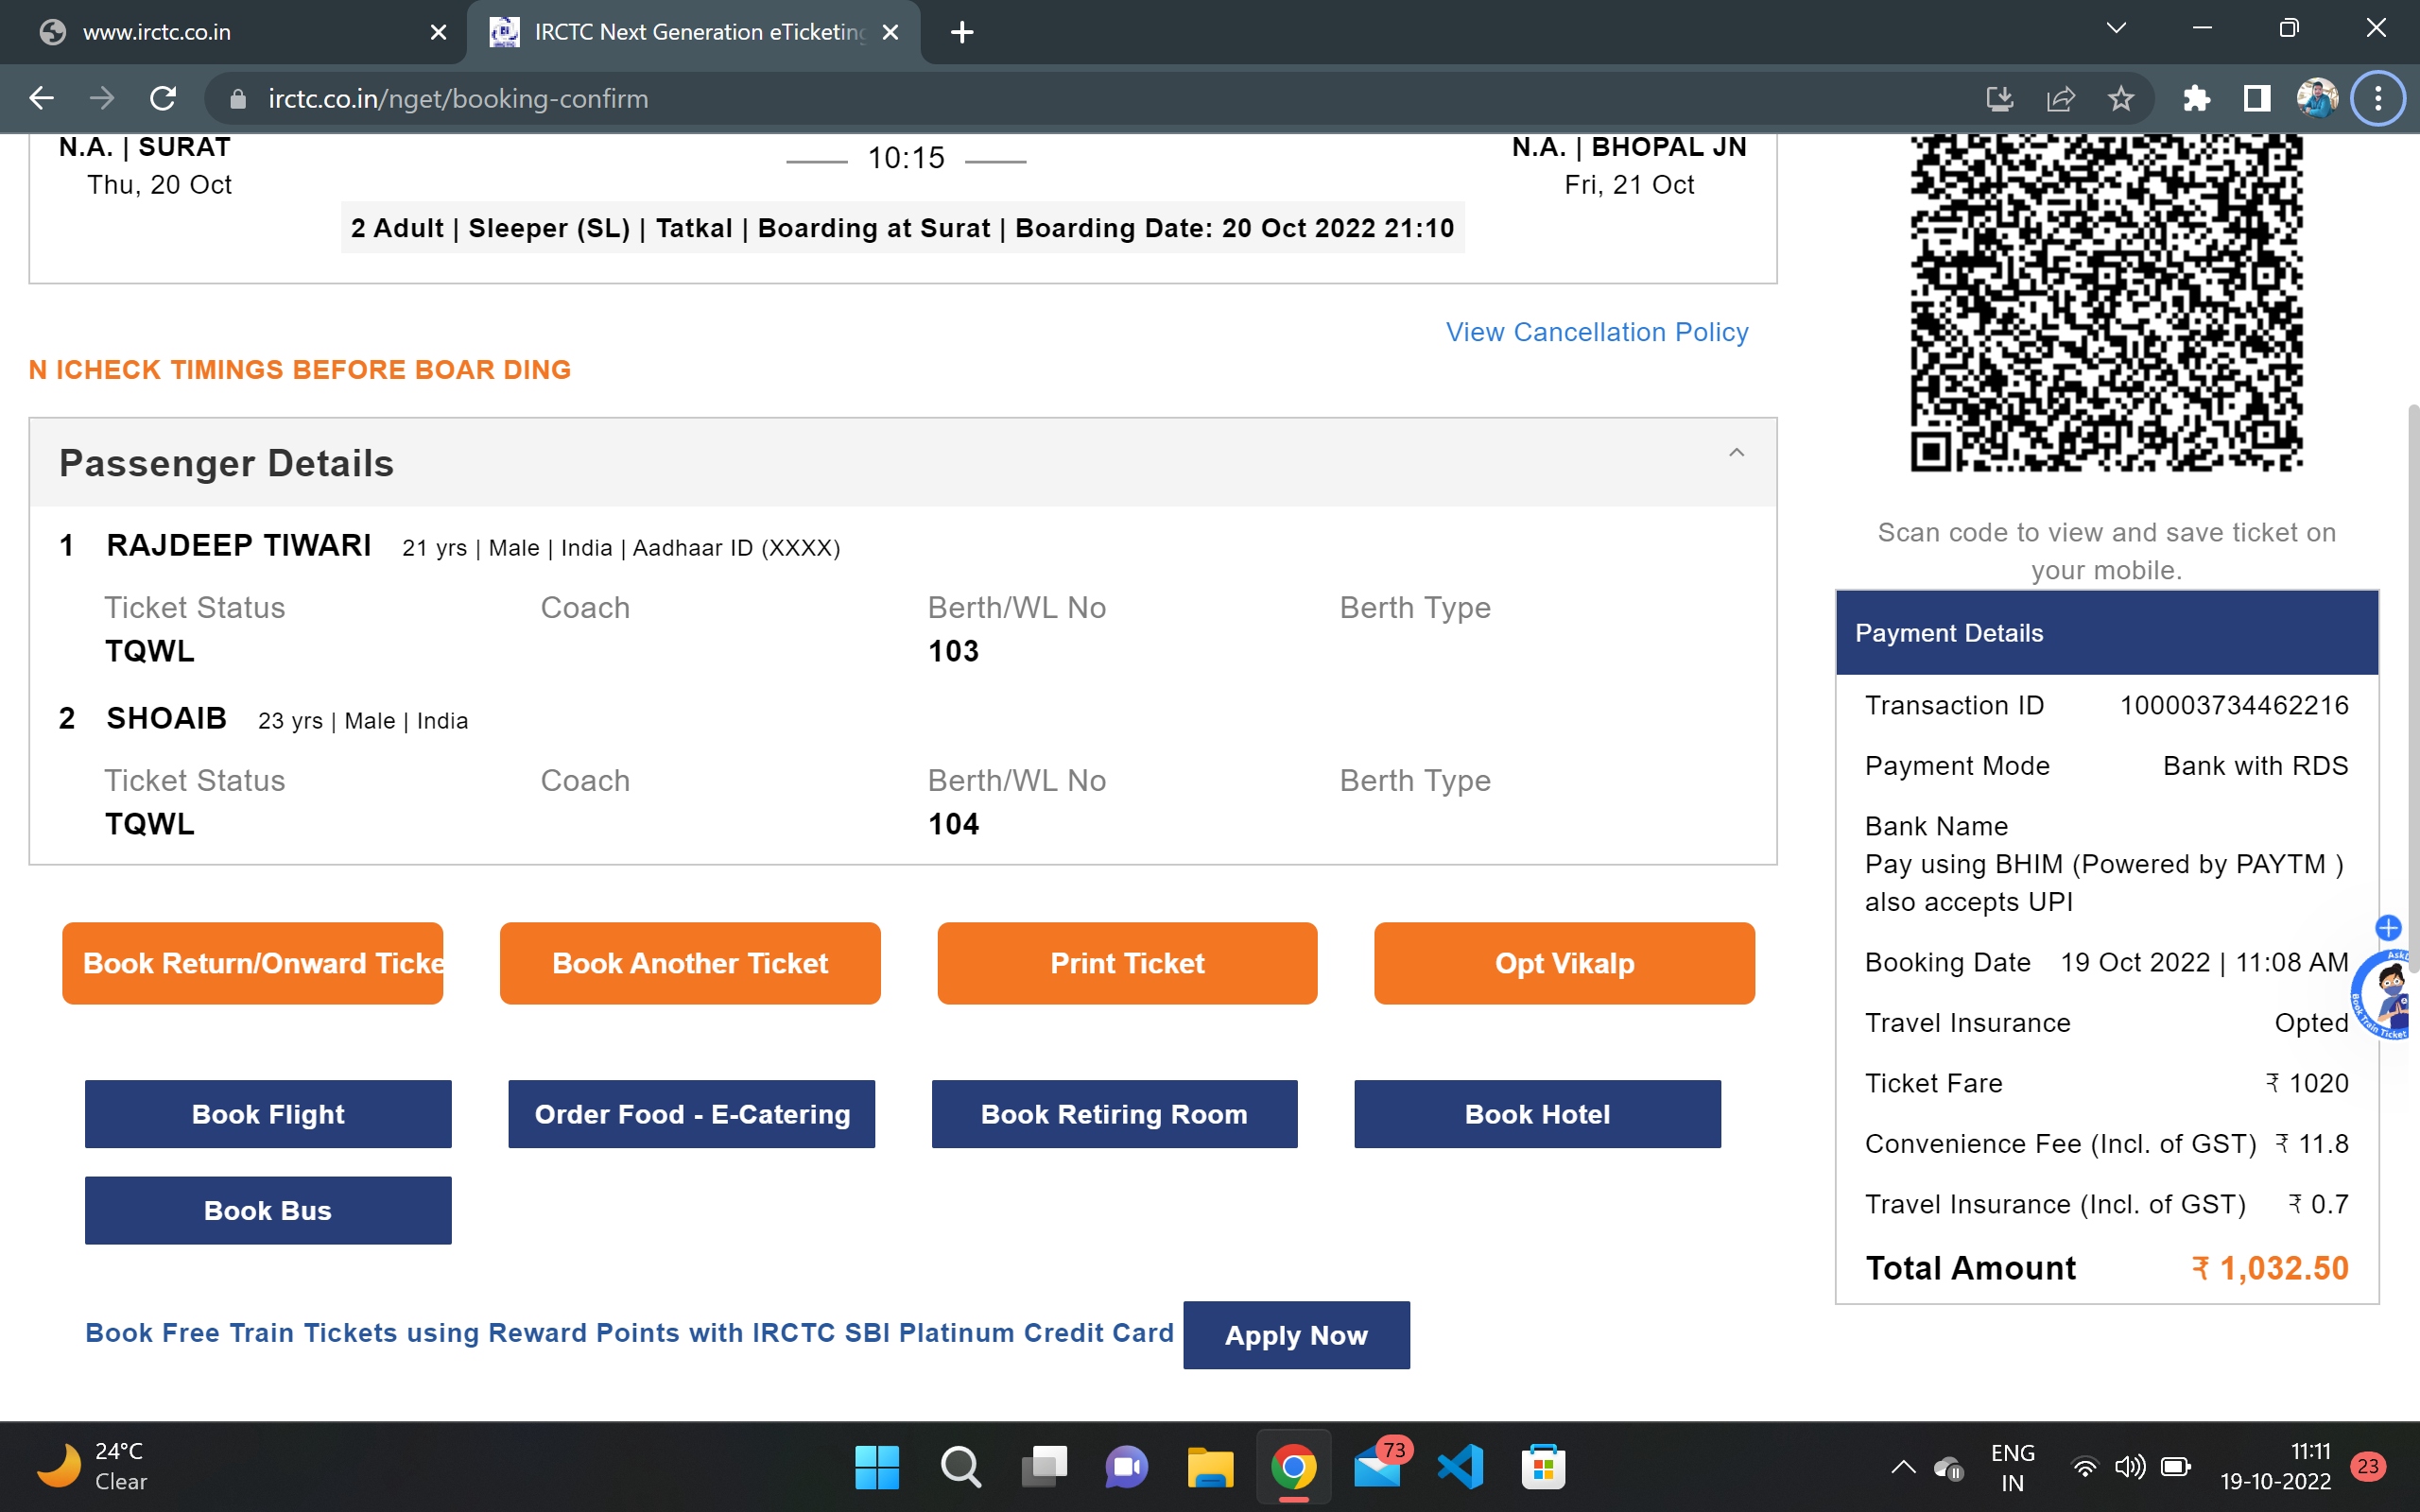 www.irctc.co.in
IRCTC Next Generation eTicketing
irctc.co.in/nget/booking-confirm
N.A. | SURAT
10:15
N.A. | BHOPAL JN
Thu, 20 Oct
Fri, 21 Oct
2 Adult | Sleeper (SL) | Tatkal | Boarding at Surat | Boarding Date: 20 Oct 2022 21:10
View Cancellation Policy
N ICHECK TIMINGS BEFORE BOAR DING
Passenger Details
1 RAJDEEP TIWARI 21 yrs | Male | India | Aadhaar ID (XXXX)
Ticket Status Coach Berth/WL No Berth Type
TQWL 103
2 SHOAIB 23 yrs | Male | India
Ticket Status Coach Berth/WL No Berth Type
TQWL 104
Book Return/Onward Ticke
Book Another Ticket
Print Ticket
Opt Vikalp
Book Flight
Order Food - E-Catering
Book Retiring Room
Book Hotel
Book Bus
Book Free Train Tickets using Reward Points with IRCTC SBI Platinum Credit Card
Apply Now
Scan code to view and save ticket on
your mobile.
Payment Details
Transaction ID 100003734462216
Payment Mode Bank with RDS
Bank Name
Pay using BHIM (Powered by PAYTM )
also accepts UPI
Booking Date 19 Oct 2022 | 11:08 AM
Travel Insurance Opted
Ticket Fare ₹ 1020
Convenience Fee (Incl. of GST) ₹ 11.8
Travel Insurance (Incl. of GST) ₹ 0.7
Total Amount ₹ 1,032.50
Book Train Ticket
24°C
Clear
73
ENG
IN
11:11
19-10-2022
23